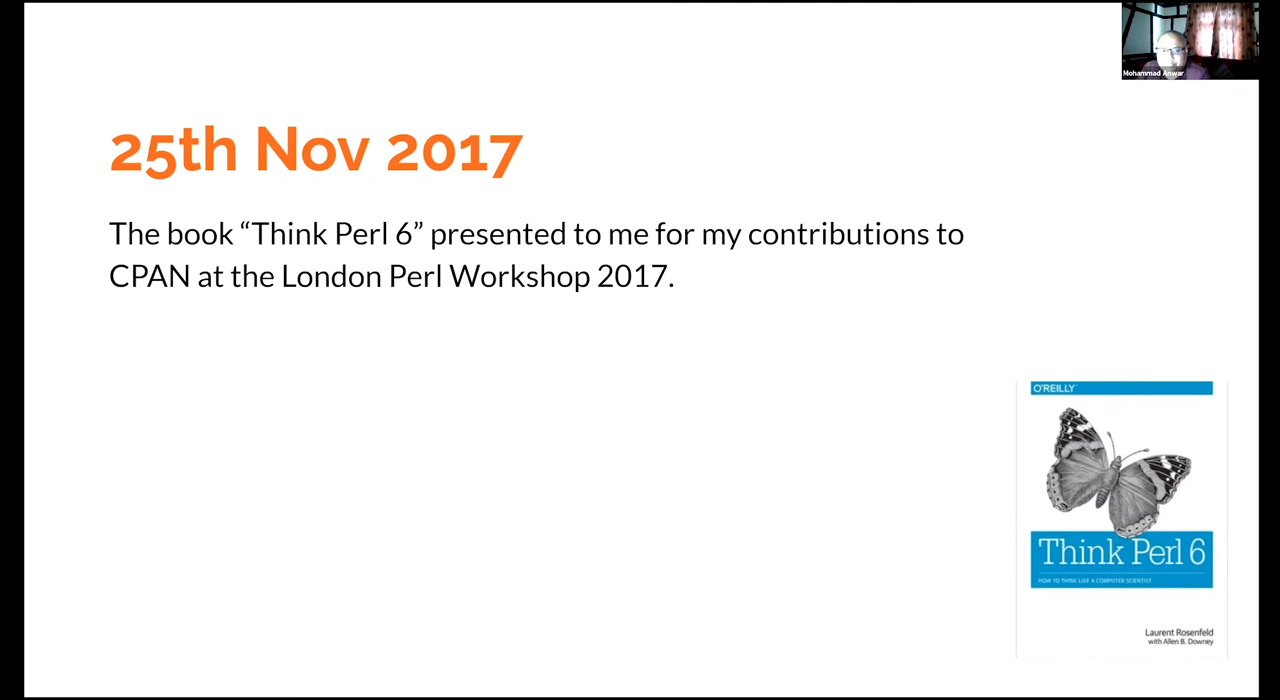 Mohammad Anwar
25th Nov 2017
The book “Think Perl 6” presented to me for my contributions to
CPAN at the London Perl Workshop 2017.
O'REILLY
Think Perl 6
HOW TO THINK LIKE A COMPUTER SCIENTIST
Laurent Rosenfeld
with Allen B. Downey